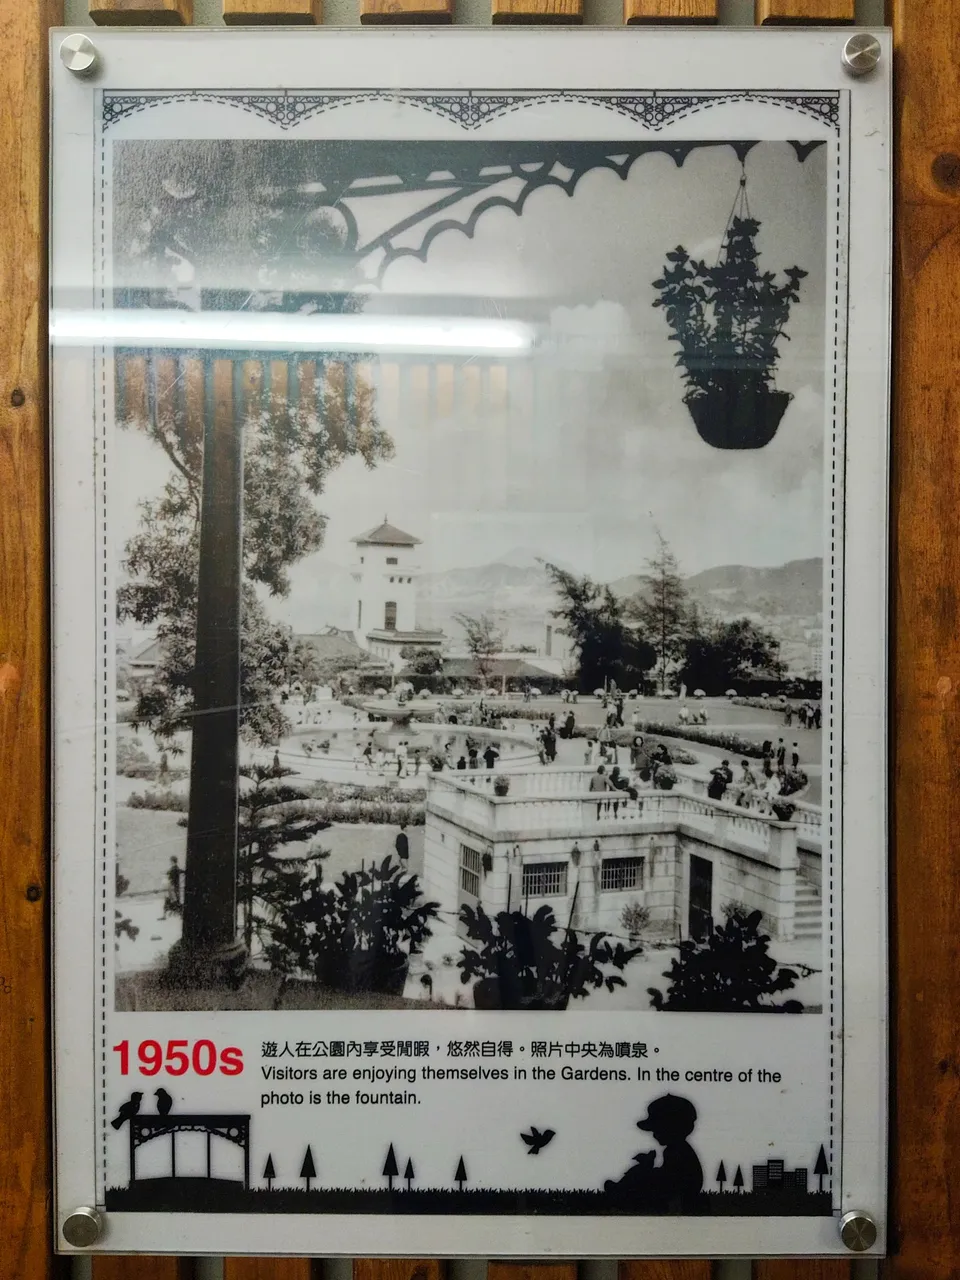 1950s
遊人在公園內享受閒暇，悠然自得。照片中央為噴泉。
Visitors are enjoying themselves in the Gardens. In the centre of the
photo is the fountain.